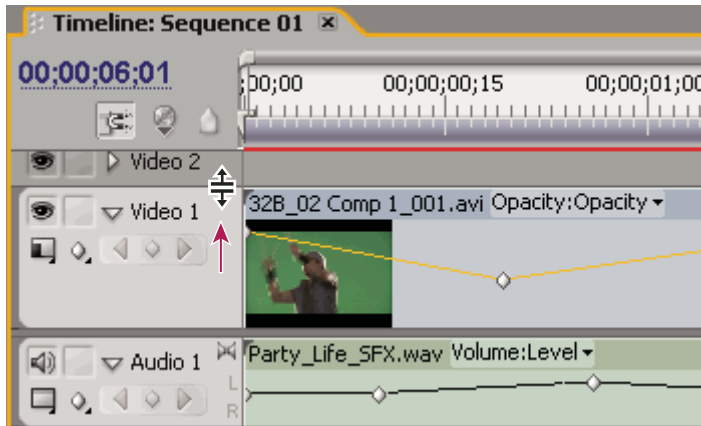 Timeline: Sequence 01
00;00;06;01
;00;00 00;00;00;15 00;00;01;00
Video 2
Video 1
32B_02 Comp 1_001.avi Opacity:Opacity
Audio 1
Party_Life_SFX.wav Volume:Level
L
R